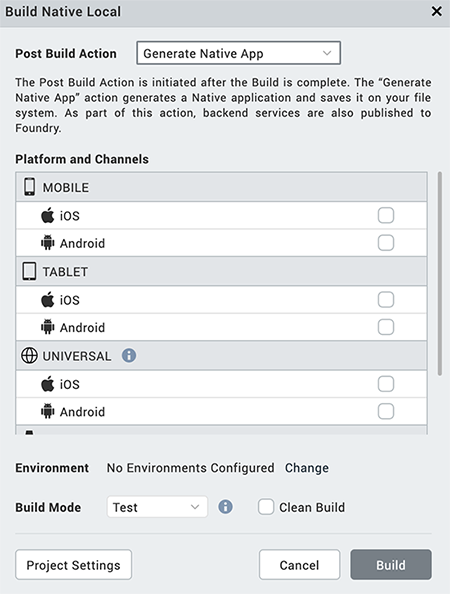 Build Native Local
Post Build Action Generate Native App
The Post Build Action is initiated after the Build is complete. The “Generate
Native App” action generates a Native application and saves it on your file
system. As part of this action, backend services are also published to
Foundry.
Platform and Channels
MOBILE
iOS
Android
TABLET
iOS
Android
UNIVERSAL
iOS
Android
Environment No Environments Configured Change
Build Mode Test Clean Build
Project Settings Cancel Build